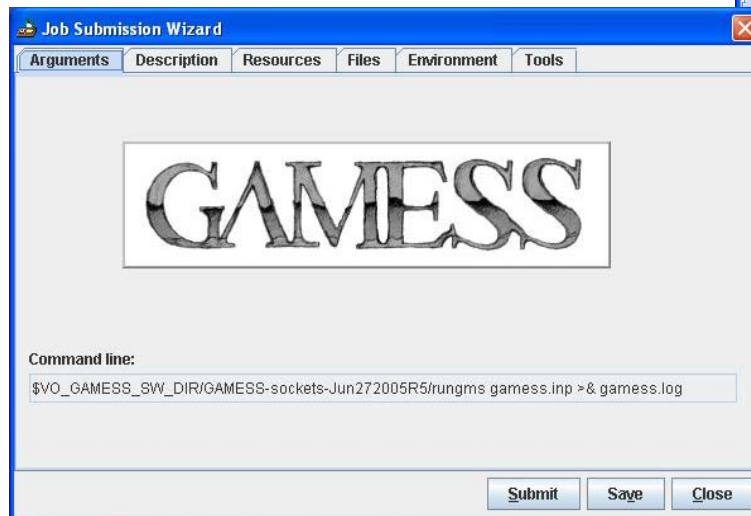 Job Submission Wizard
Arguments Description Resources Files Environment Tools
GAMESS
Command line:
$VO_GAMESS_SW_DIR/GAMESS-sockets-Jun272005R5/rungms gamess.inp >& gamess.log
Submit Save Close